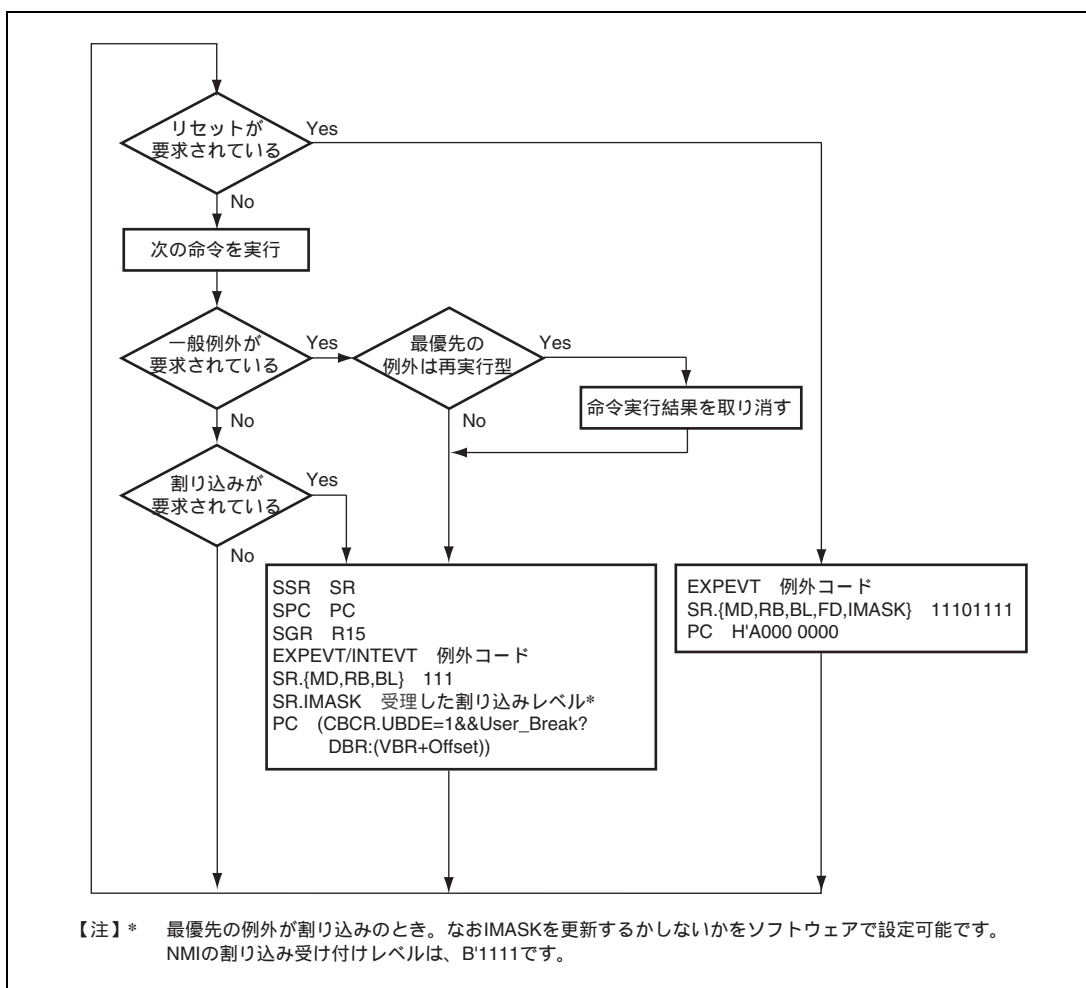 リセットが
要求されている
Yes
No
次の命令を実行
一般例外が
要求されている
Yes
最優先の
例外は再実行型
Yes
命令実行結果を取り消す
No
No
割り込みが
要求されている
Yes
No
SSR SR
SPC PC
SGR R15
EXPEVT/INTEVT 例外コード
SR.{MD,RB,BL} 111
SR.IMASK 受理した割り込みレベル*
PC (CBCR.UBDE=1&&User_Break?
DBR:(VBR+Offset))
EXPEVT 例外コード
SR.{MD,RB,BL,FD,IMASK} 11101111
PC H'A000 0000
【注】* 最優先の例外が割り込みのとき。なおIMASKを更新するかしないかをソフトウェアで設定可能です。
NMIの割り込み受け付けレベルは、B'1111です。